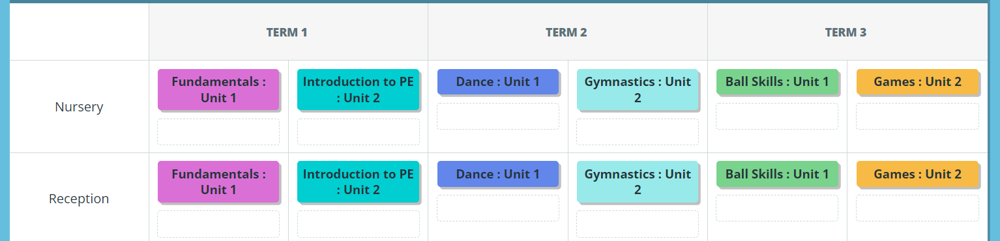 TERM 1 TERM 2 TERM 3
Nursery
Fundamentals :
Unit 1
Introduction to PE
: Unit 2
Dance : Unit 1
Gymnastics : Unit
2
Ball Skills : Unit 1
Games : Unit 2
Reception
Fundamentals :
Unit 1
Introduction to PE
: Unit 2
Dance : Unit 1
Gymnastics : Unit
2
Ball Skills : Unit 1
Games : Unit 2